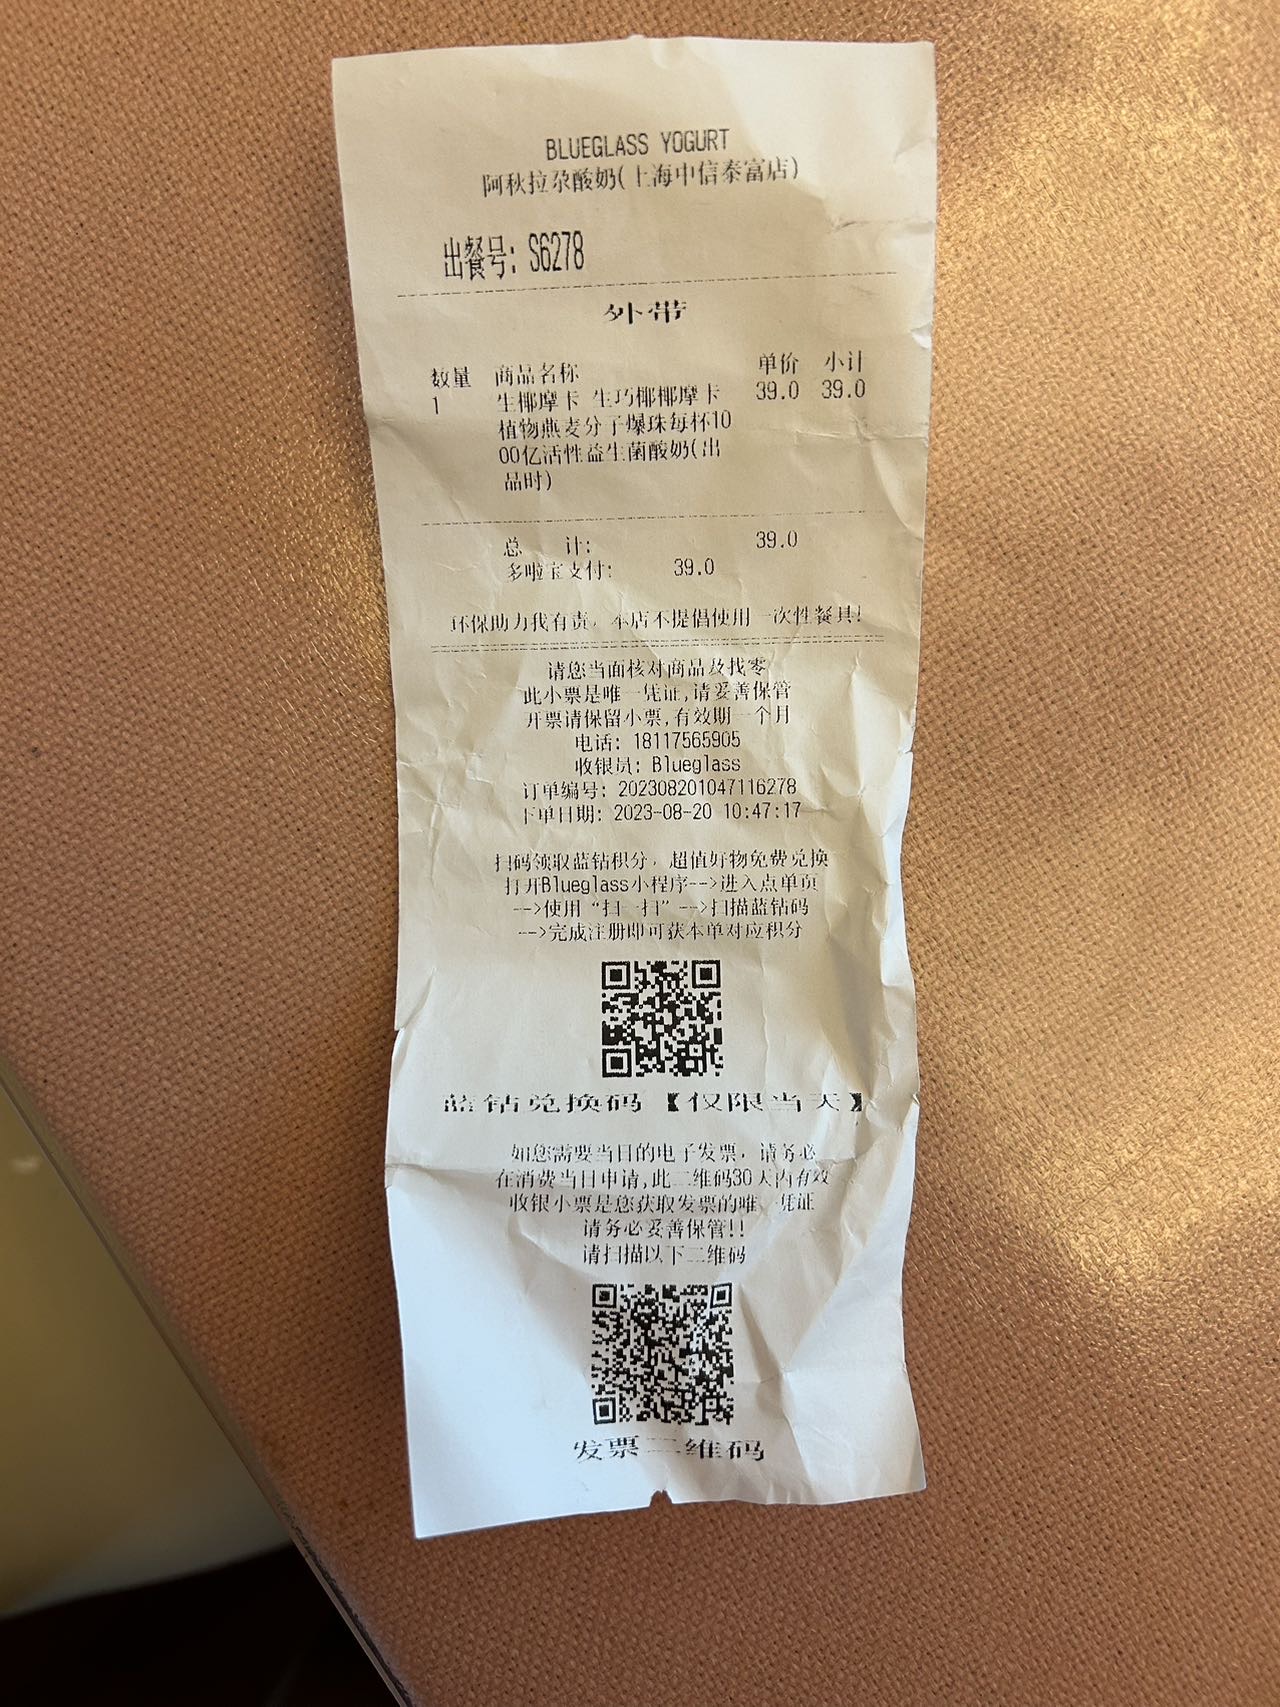 BLUEGLASS YOGURT
阿秋拉尕酸奶(上海中信泰富店)
出餐号: S6278
外带
数量 商品名称 单价 小计
1 生椰摩卡 生巧椰椰摩卡 39.0 39.0
植物燕麦分子爆珠每杯10
00亿活性益生菌酸奶(出
品时)
总 计: 39.0
多啦宝支付: 39.0
环保助力我有责，本店不提倡使用一次性餐具!
请您当面核对商品及找零
此小票是唯一凭证,请妥善保管
开票请保留小票,有效期一个月
电话: 18117565905
收银员: Blueglass
订单编号: 202308201047116278
下单日期: 2023-08-20 10:47:17
扫码领取蓝钻积分，超值好物免费兑换
打开Blueglass小程序-->进入点单页
-->使用“扫一扫”-->扫描蓝钻码
-->完成注册即可获本单对应积分
蓝钻兑换码【仅限当天】
如您需要当日的电子发票，请务必
在消费当日申请,此二维码30天内有效
收银小票是您获取发票的唯一凭证
请务必妥善保管!!
请扫描以下二维码
发票二维码